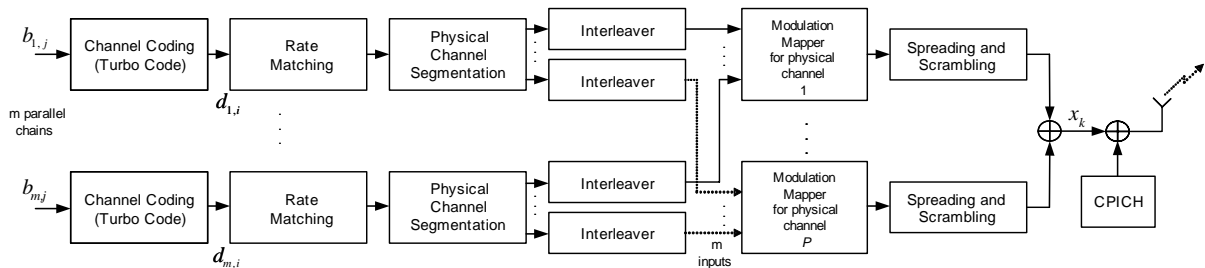 b1, j
Channel Coding
(Turbo Code)
Rate
Matching
Physical
Channel
Segmentation
Interleaver
Interleaver
Modulation
Mapper
for physical
channel
1
Spreading and
Scrambling
d1,i
m parallel
chains
xk
bm,j
Channel Coding
(Turbo Code)
Rate
Matching
Physical
Channel
Segmentation
Interleaver
Interleaver
Modulation
Mapper
for physical
channel
P
Spreading and
Scrambling
CPICH
dm,i
m
inputs